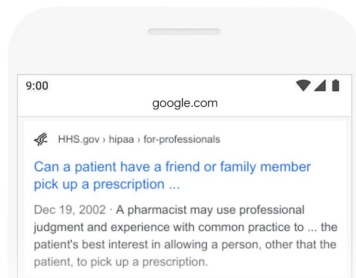 9:00
google.com
HHS.gov › hipaa › for-professionals
Can a patient have a friend or family member
pick up a prescription ...
Dec 19, 2002 · A pharmacist may use professional
judgment and experience with common practice to ... the
patient's best interest in allowing a person, other that the
patient, to pick up a prescription.